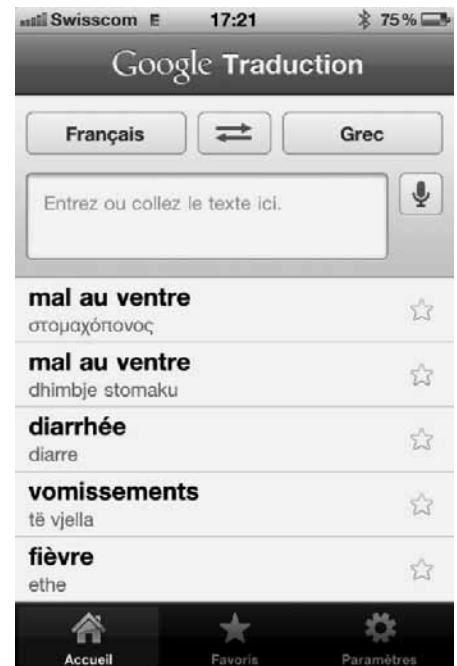 Swisscom E 17:21 75%
Google Traduction
Français Grec
Entrez ou collez le texte ici.
mal au ventre
στομαχόπονος
mal au ventre
dhimbje stomaku
diarrhée
diarre
vomissements
të vjella
fièvre
ethe
Accueil Favoris Paramètres